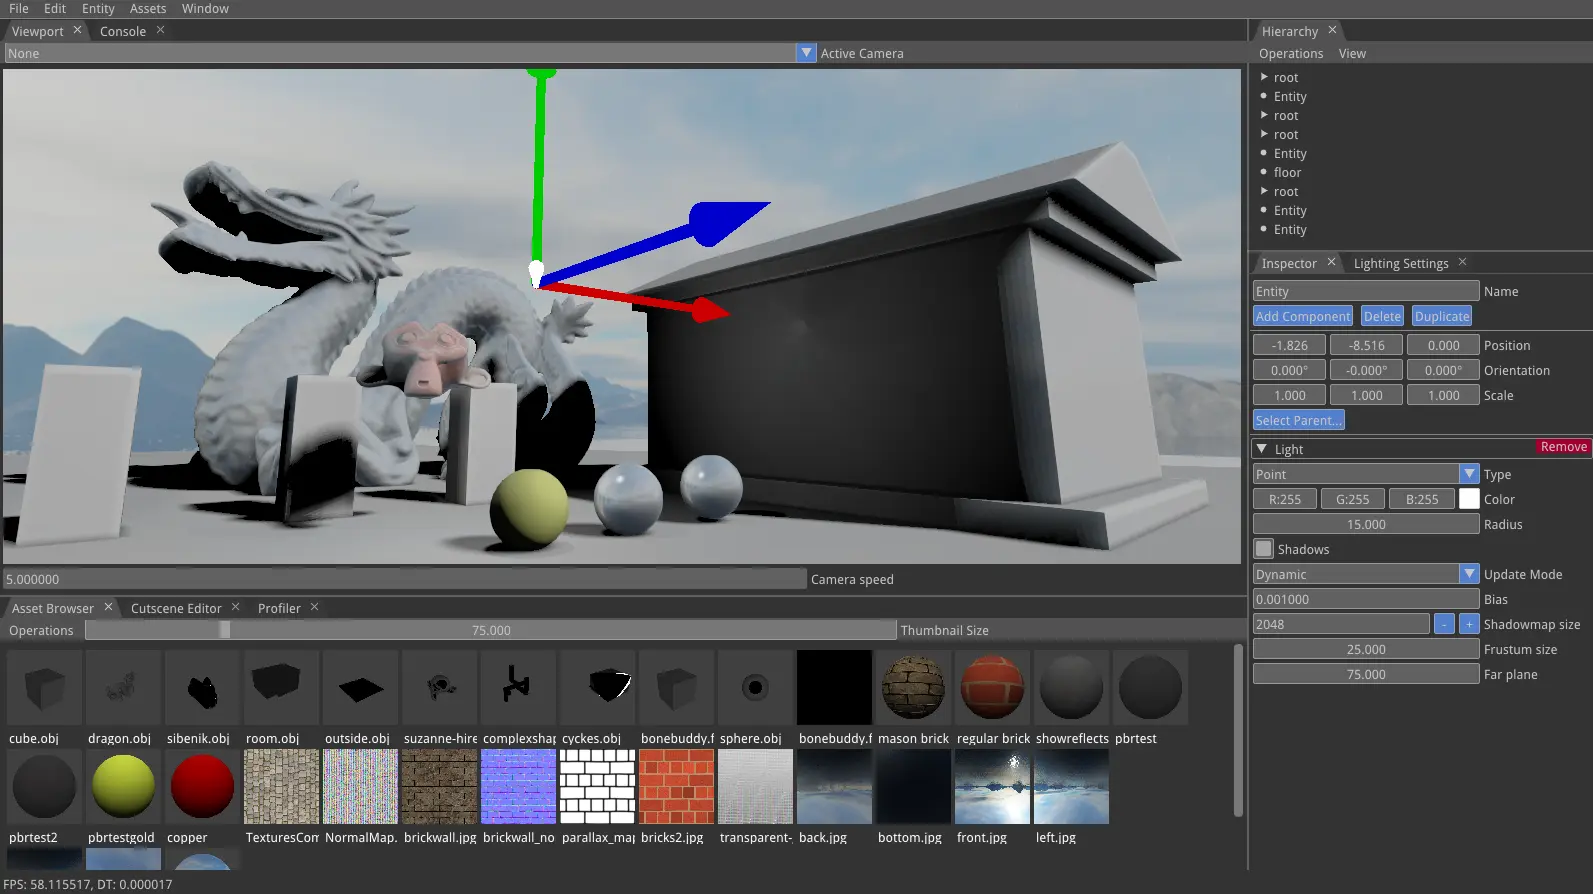 File Edit Entity Assets Window
Viewport Console
None Active Camera
5.000000 Camera speed
Hierarchy
Operations View
root
Entity
root
root
Entity
floor
root
Entity
Entity
Inspector Lighting Settings
Entity Name
Add Component Delete Duplicate
-1.826 -8.516 0.000 Position
0.000° -0.000° 0.000° Orientation
1.000 1.000 1.000 Scale
Select Parent...
Light Remove
Point Type
R:255 G:255 B:255 Color
15.000 Radius
Shadows
Dynamic Update Mode
0.001000 Bias
2048 - + Shadowmap size
25.000 Frustum size
75.000 Far plane
Asset Browser Cutscene Editor Profiler
Operations 75.000 Thumbnail Size
cube.obj dragon.obj sibenik.obj room.obj outside.obj suzanne-hire complexshap cyckes.obj bonebuddy.f sphere.obj bonebuddy.f mason brick regular brick showreflects pbrtest
pbrtest2 pbrtestgold copper TexturesCom NormalMap. brickwall.jpg brickwall_no parallax_map bricks2.jpg transparent- back.jpg bottom.jpg front.jpg left.jpg
FPS: 58.115517, DT: 0.000017